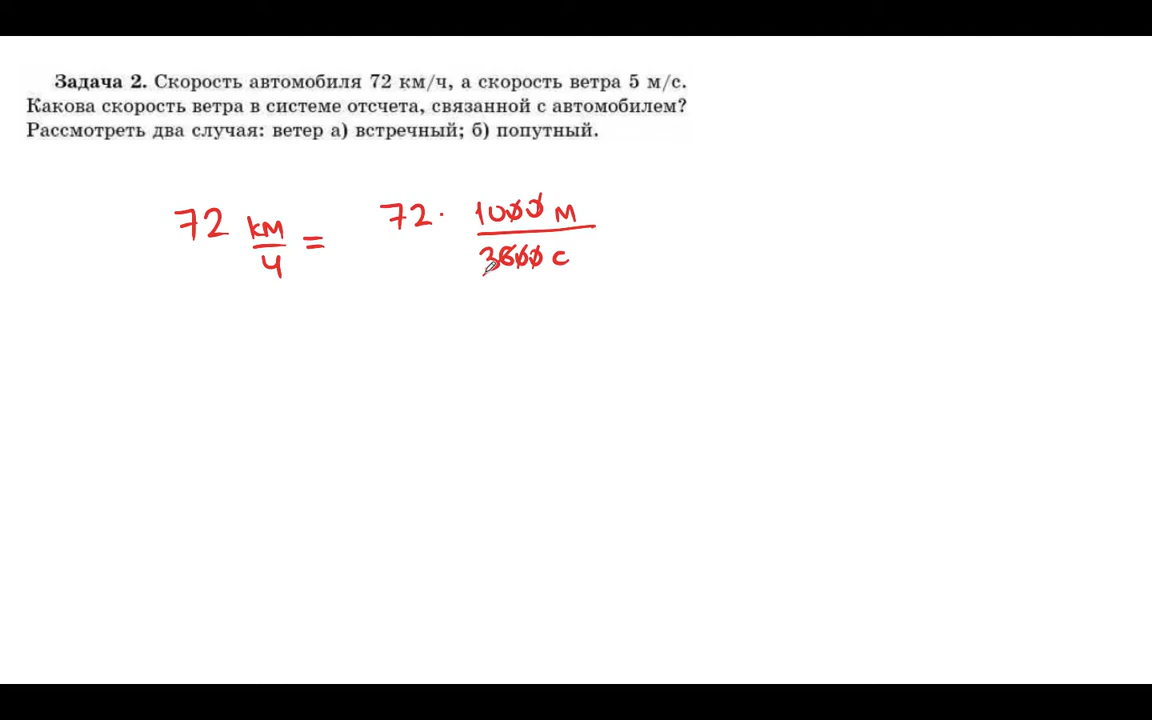 Задача 2. Скорость автомобиля 72 км/ч, а скорость ветра 5 м/с.
Какова скорость ветра в системе отсчета, связанной с автомобилем?
Рассмотреть два случая: ветер а) встречный; б) попутный.
72 км/ч = 72 · 1000 м / 3600 с